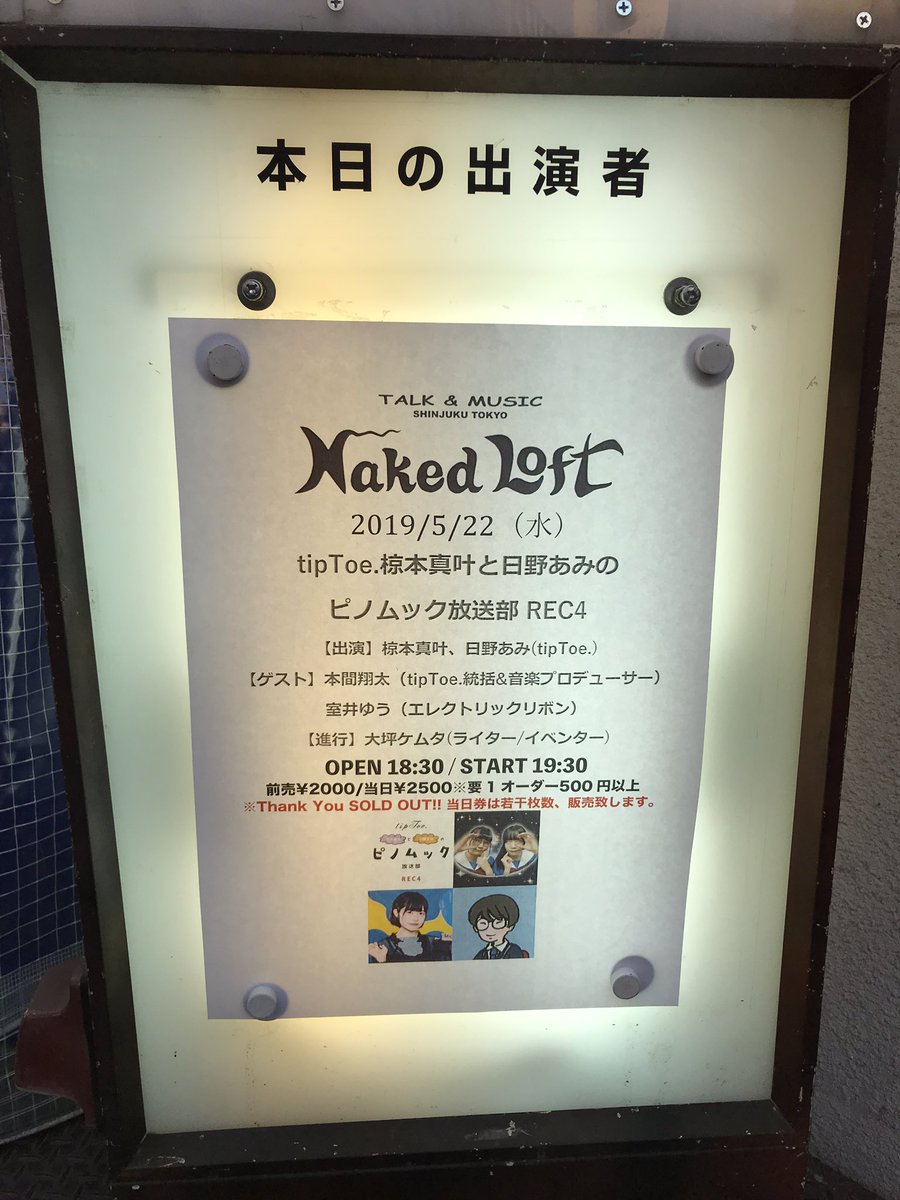 本日の出演者
TALK & MUSIC
SHINJUKU TOKYO
Naked Loft
2019/5/22（水）
tipToe.椋本真叶と日野あみの
ピノムック放送部 REC4
【出演】椋本真叶、日野あみ(tipToe.)
【ゲスト】本間翔太（tipToe.統括&音楽プロデューサー）
室井ゆう（エレクトリックリボン）
【進行】大坪ケムタ(ライター/イベンター)
OPEN 18:30 / START 19:30
前売¥2000/当日¥2500※要1オーダー500円以上
※Thank You SOLD OUT!! 当日券は若干枚数、販売致します。
tipToe.
ピノムック
放送部
REC4